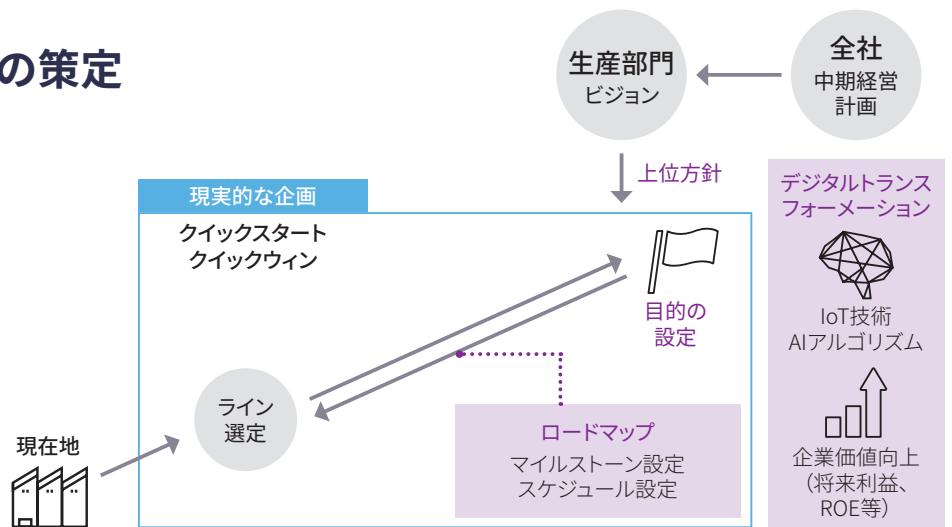 の策定
生産部門
ビジョン
全社
中期経営
計画
上位方針
現実的な企画
クイックスタート
クイックウィン
目的の
設定
ライン
選定
現在地
ロードマップ
マイルストーン設定
スケジュール設定
デジタルトランス
フォーメーション
IoT技術
AIアルゴリズム
企業価値向上
（将来利益、
ROE等）